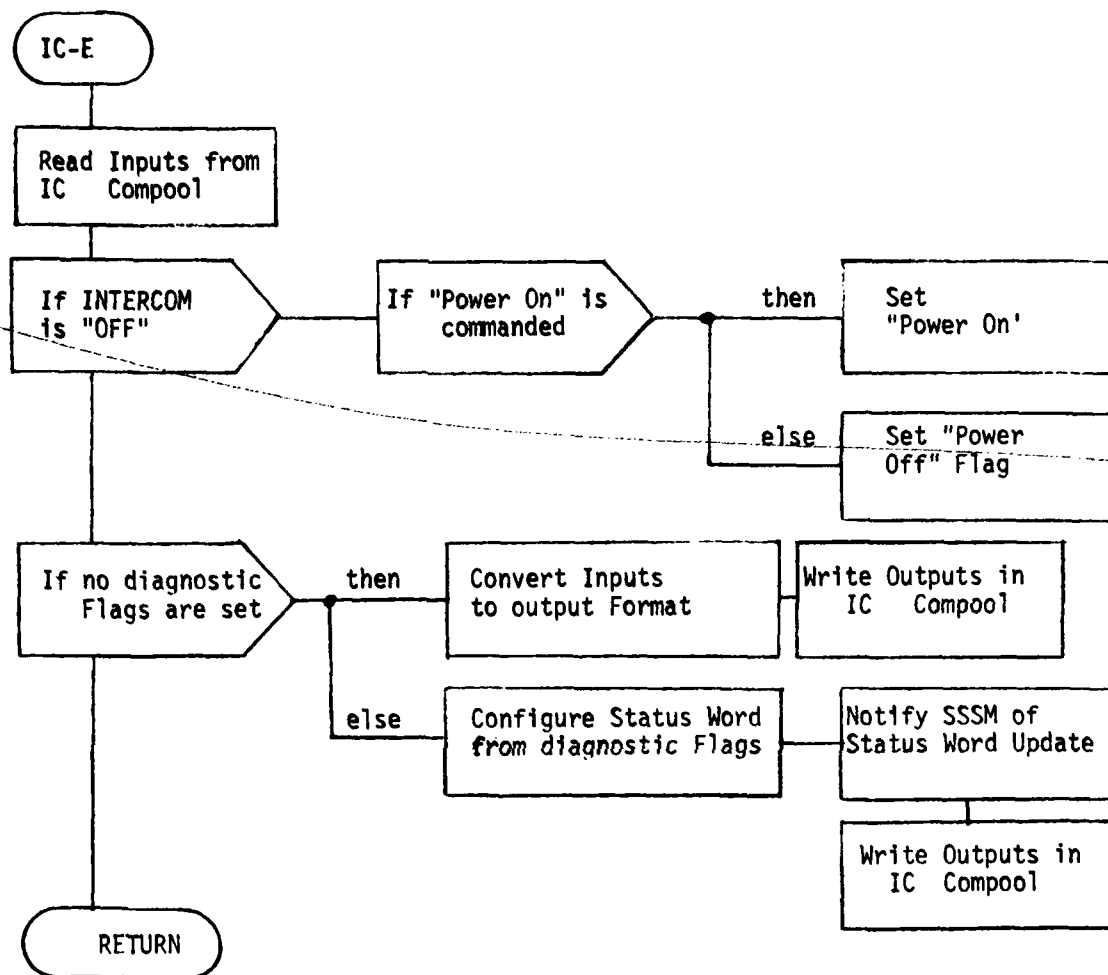 IC-E
Read Inputs from
IC Compool
If INTERCOM
is "OFF"
If "Power On" is
commanded
then
Set
"Power On'
else
Set "Power
Off" Flag
If no diagnostic
Flags are set
then
Convert Inputs
to output Format
Write Outputs in
IC Compool
else
Configure Status Word
from diagnostic Flags
Notify SSSM of
Status Word Update
Write Outputs in
IC Compool
RETURN